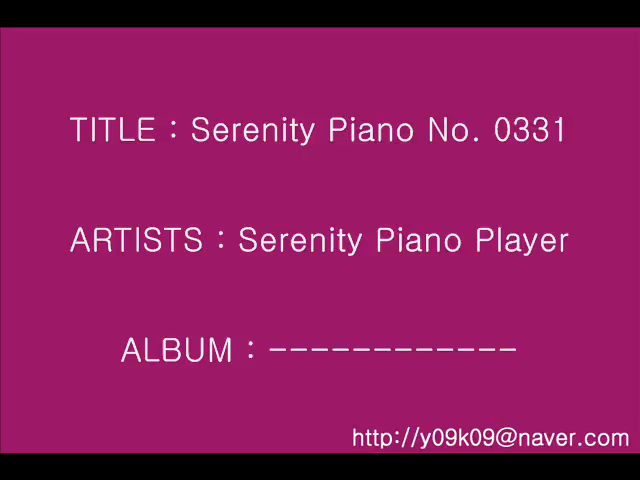 TITLE : Serenity Piano No. 0331
ARTISTS : Serenity Piano Player
ALBUM : ------------
http://y09k09@naver.com